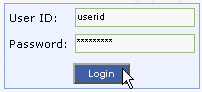 User ID: userid
Password: *********
Login